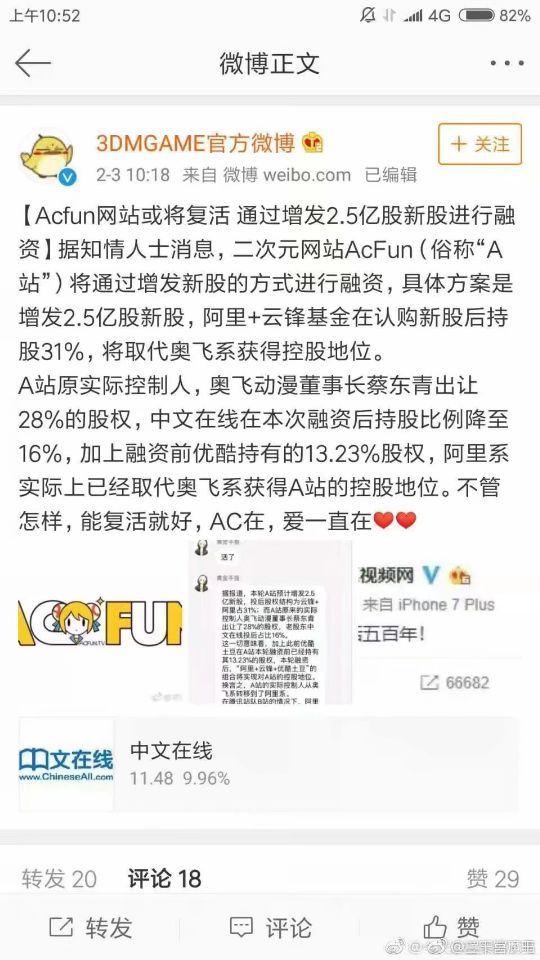 上午10:52
4G
82%
微博正文
3DMGAME官方微博
+ 关注
2-3 10:18 来自 微博 weibo.com 已编辑
【Acfun网站或将复活 通过增发2.5亿股新股进行融
资】据知情人士消息，二次元网站AcFun（俗称“A
站”）将通过增发新股的方式进行融资，具体方案是
增发2.5亿股新股，阿里+云锋基金在认购新股后持
股31%，将取代奥飞系获得控股地位。
A站原实际控制人，奥飞动漫董事长蔡东青出让
28%的股权，中文在线在本次融资后持股比例降至
16%，加上融资前优酷持有的13.23%股权，阿里系
实际上已经取代奥飞系获得A站的控股地位。不管
怎样，能复活就好，AC在，爱一直在❤❤
ACFUN
ACFUN.TV
活了
据报道，本轮A站预计增发2.5
亿新股，投后股权结构为云锋+
阿里占31%：而A站原来的实际
控制人奥飞动漫董事长蔡东青
出让了28%的股权，老股东中
文在线投后占比16%。
这一切意味着，加上此前优酷
土豆在A站本轮融资前已经持有
其13.23%的股权，本轮融资
后，“阿里+云锋+优酷土豆”的
组合将实现对A站的控股地位。
换言之，A站的实际控制人从奥
飞系转移到了阿里系。
在腾讯站队B站的情况下，阿里
视频网
来自 iPhone 7 Plus
五百年！
66682
中文在线
www.ChineseAll.com
中文在线
11.48 9.96%
转发 20
评论 18
赞 29
转发
评论
赞